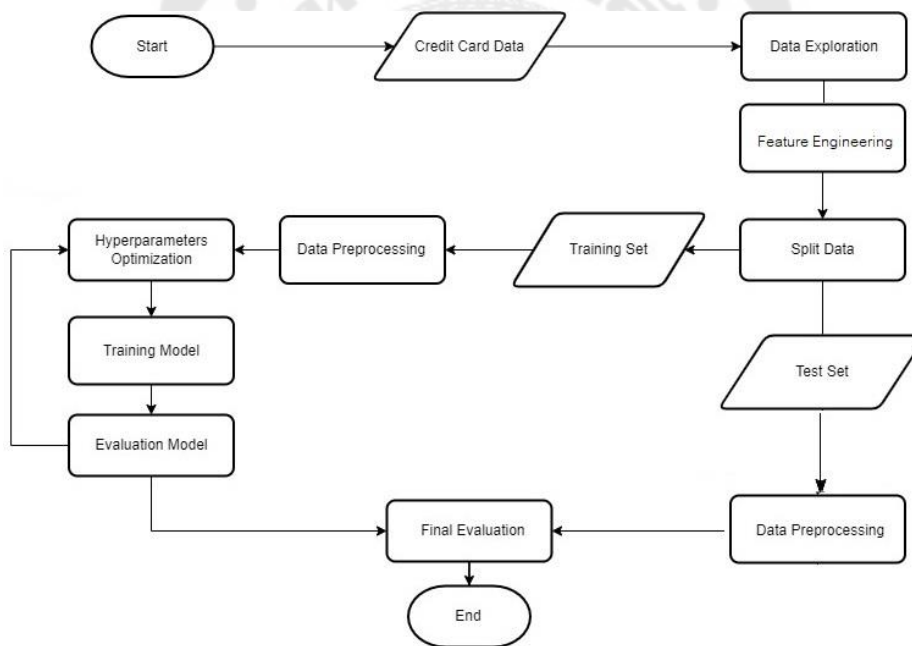 Start
Credit Card Data
Data Exploration
Feature Engineering
Hyperparameters
Optimization
Data Preprocessing
Training Set
Split Data
Training Model
Test Set
Evaluation Model
Final Evaluation
Data Preprocessing
End